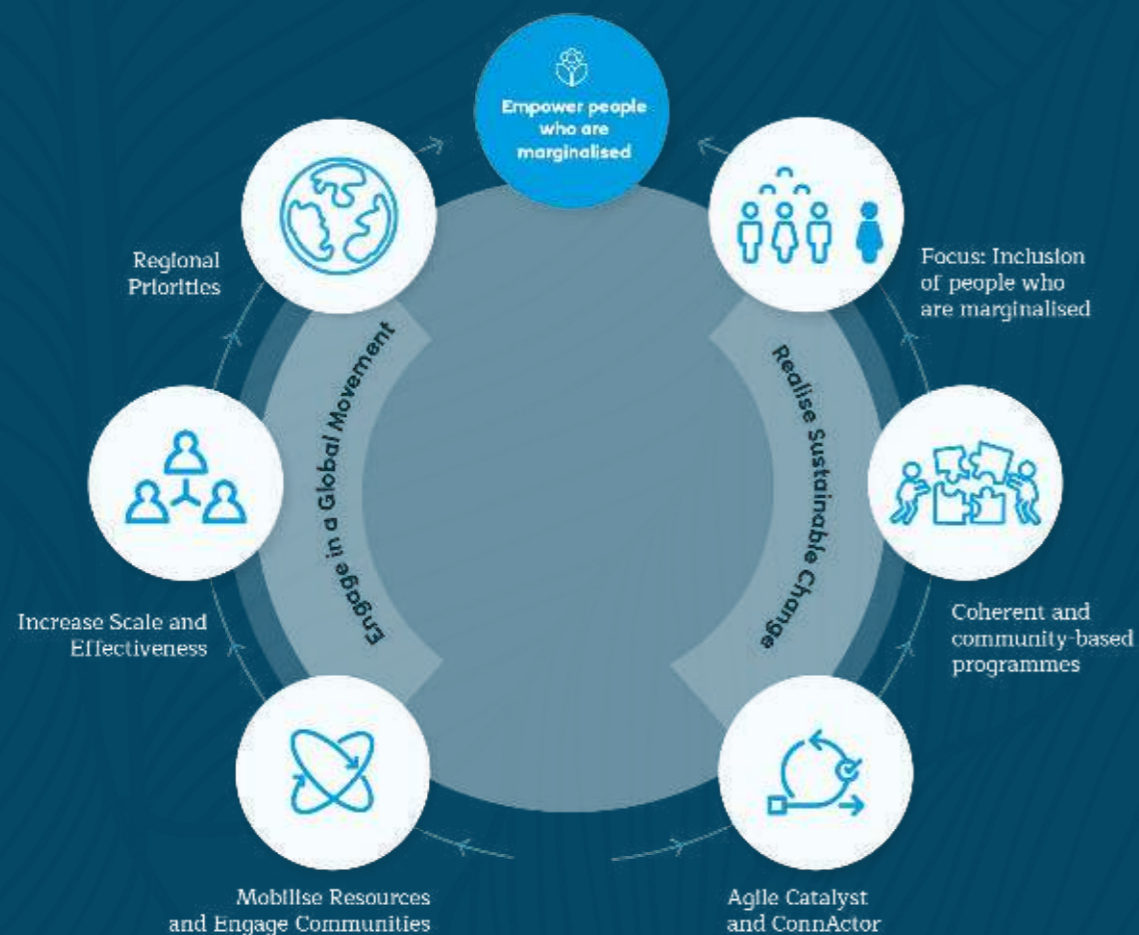 Empower people
who are
marginalised
Regional
Priorities
Focus: Inclusion
of people who
are marginalised
Engage in a Global Movement
Realise Sustainable Change
Increase Scale and
Effectiveness
Coherent and
community-based
programmes
Mobilise Resources
and Engage Communities
Agile Catalyst
and ConnActor